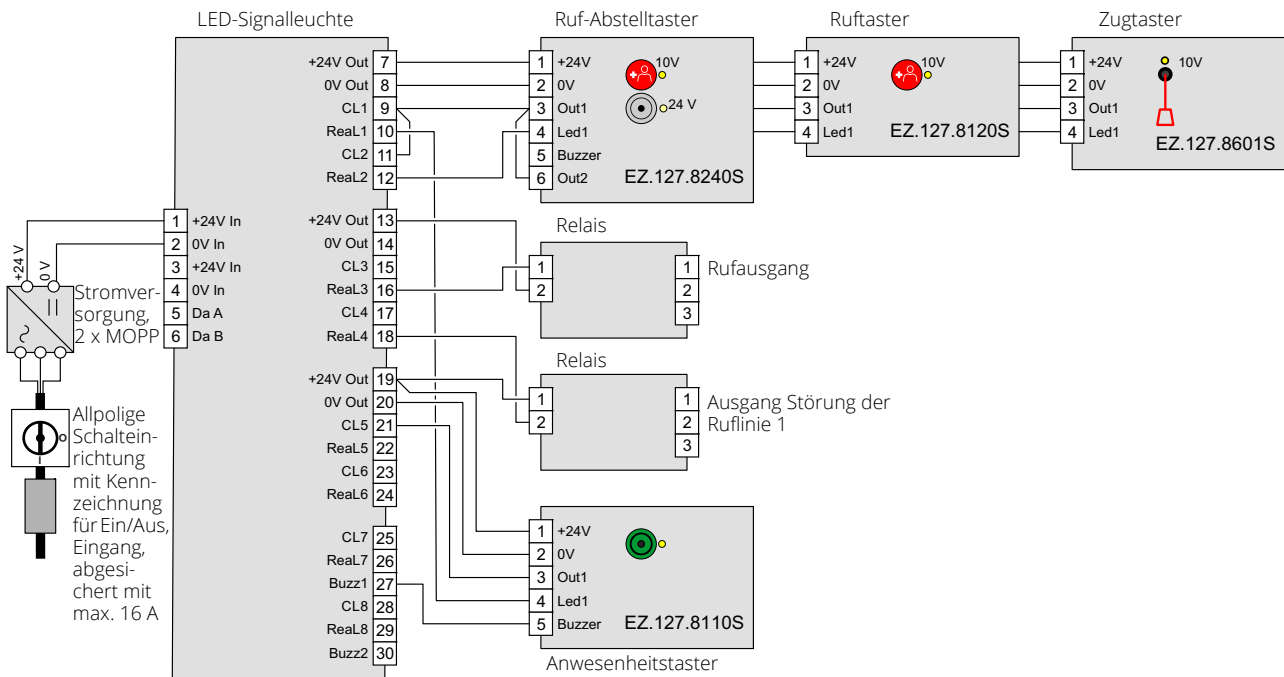 LED-Signalleuchte
Ruf-Abstelltaster
Ruftaster
Zugtaster
+24V Out 7
0V Out 8
CL1 9
ReaL1 10
CL2 11
ReaL2 12
1 +24V
2 0V
3 Out1
4 Led1
5 Buzzer
6 Out2
10V
24 V
EZ.127.8240S
1 +24V
2 0V
3 Out1
4 Led1
10V
EZ.127.8120S
1 +24V
2 0V
3 Out1
4 Led1
10V
EZ.127.8601S
1 +24V In
2 0V In
3 +24V In
4 0V In
5 Da A
6 Da B
+24 V
0 V
Stromver-
sorgung,
2 x MOPP
+24V Out 13
0V Out 14
CL3 15
ReaL3 16
CL4 17
ReaL4 18
Relais
1
2
1
2
3
Rufausgang
Relais
1
2
1
2
3
Ausgang Störung der
Ruflinie 1
+24V Out 19
0V Out 20
CL5 21
ReaL5 22
CL6 23
ReaL6 24
Allpolige
Schaltein-
richtung
mit Kenn-
zeichnung
für Ein/Aus,
Eingang,
abgesi-
chert mit
max. 16 A
CL7 25
ReaL7 26
Buzz1 27
CL8 28
ReaL8 29
Buzz2 30
1 +24V
2 0V
3 Out1
4 Led1
5 Buzzer
EZ.127.8110S
Anwesenheitstaster